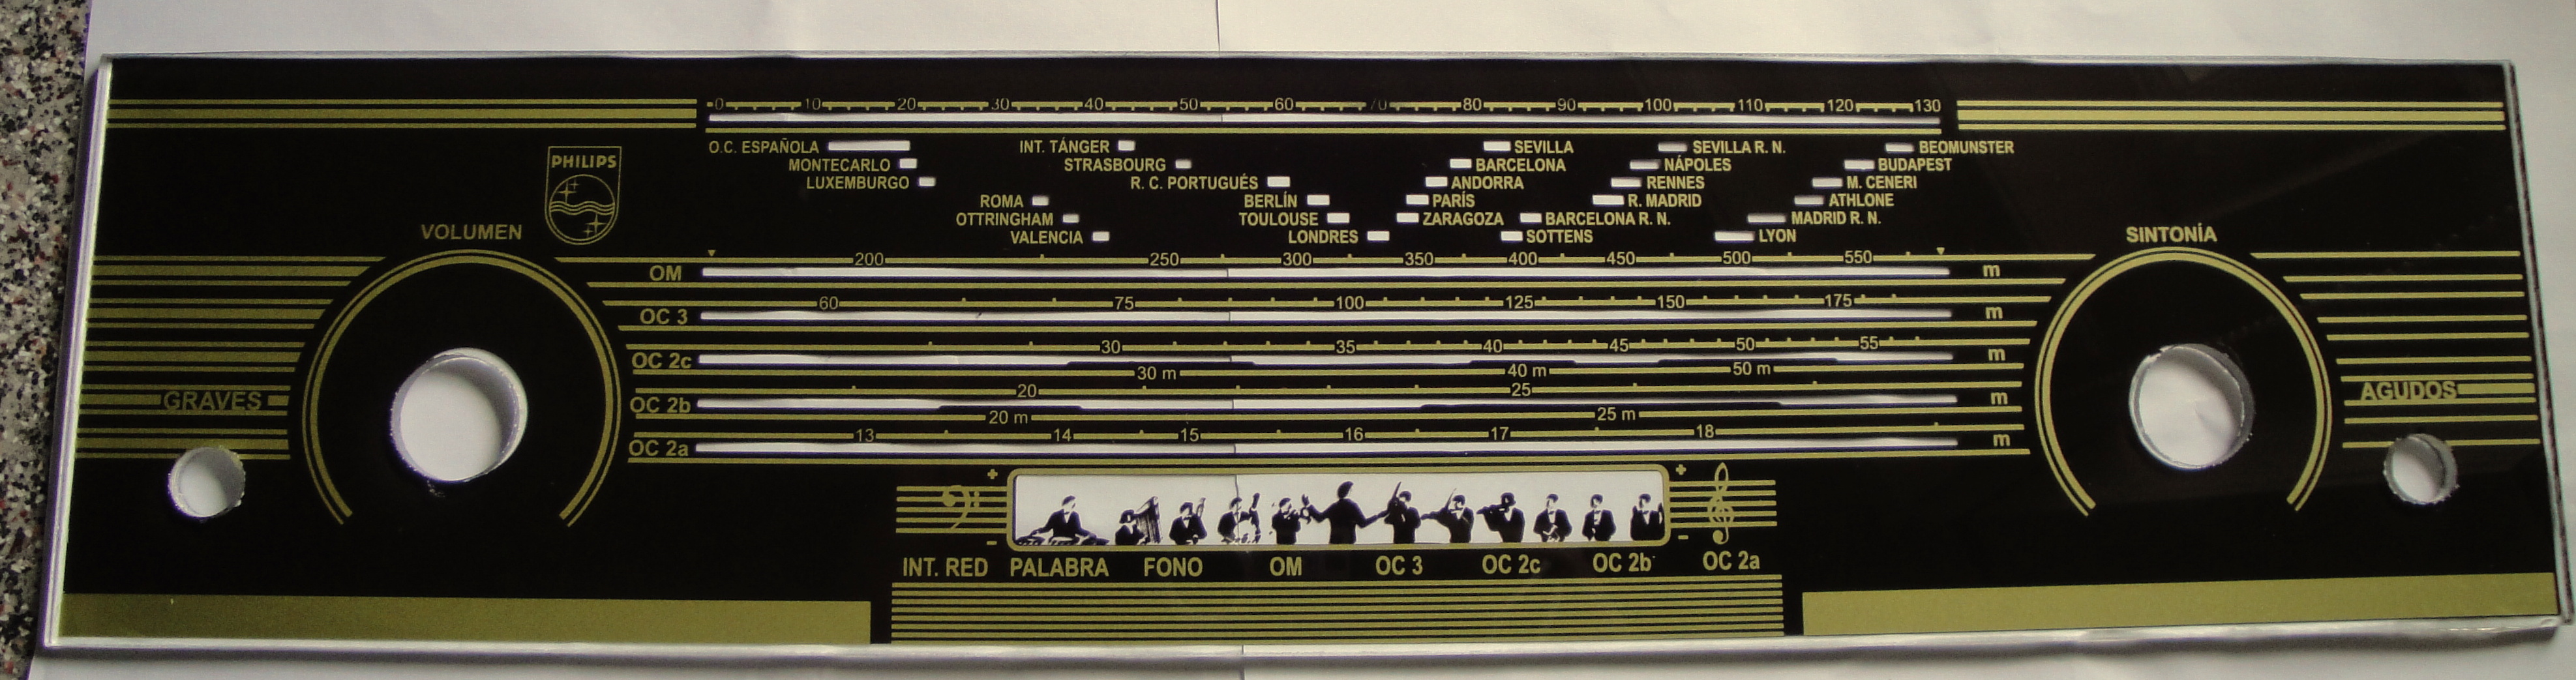 0 10 20 30 40 50 60 70 80 90 100 110 120 130
O.C. ESPAÑOLA INT. TÁNGER SEVILLA SEVILLA R. N. BEOMUNSTER
MONTECARLO STRASBOURG BARCELONA NÁPOLES BUDAPEST
LUXEMBURGO R. C. PORTUGUÉS ANDORRA RENNES M. CENERI
ROMA BERLÍN PARÍS R. MADRID ATHLONE
OTTRINGHAM TOULOUSE ZARAGOZA BARCELONA R. N. MADRID R. N.
VALENCIA LONDRES SOTTENS LYON
PHILIPS
VOLUMEN
SINTONÍA
200 250 300 350 400 450 500 550
OM m
60 75 100 125 150 175
OC 3 m
30 35 40 45 50 55
OC 2c m
30 m 40 m 50 m
20 25
OC 2b m
20 m 25 m
13 14 15 16 17 18
OC 2a m
GRAVES
AGUDOS
+ +
- -
INT. RED PALABRA FONO OM OC 3 OC 2c OC 2b OC 2a